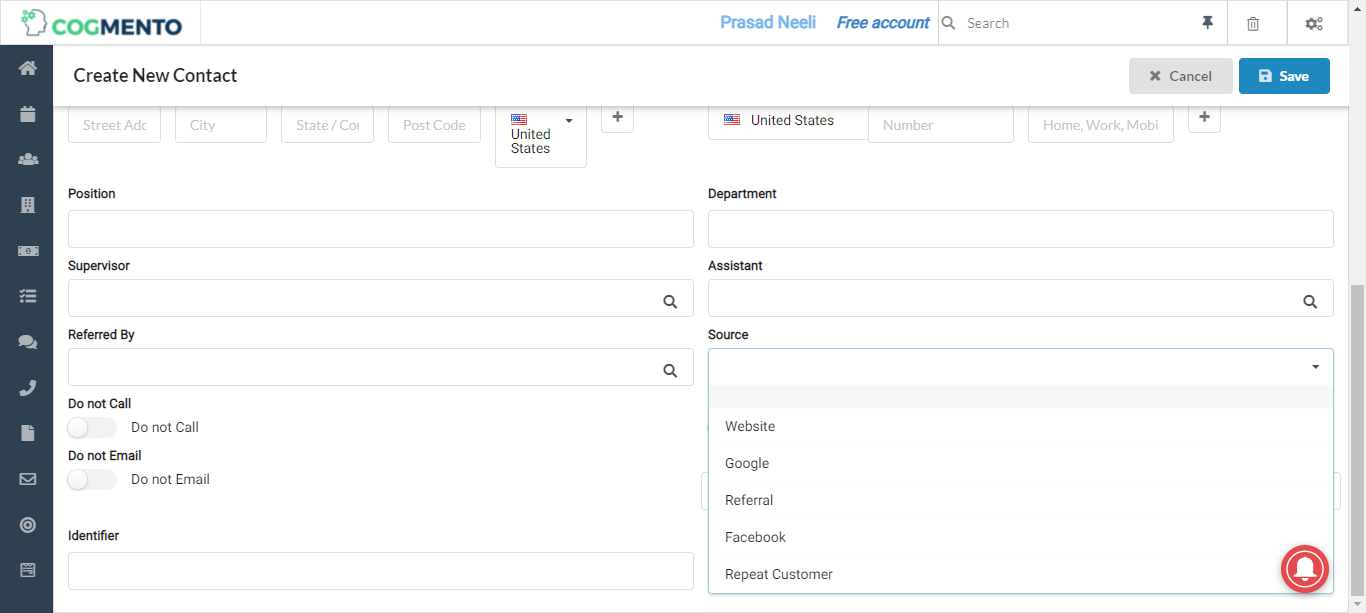 COGMENTO
Prasad Neeli
Free account
Search
Create New Contact
Cancel
Save
Street Adc
City
State / Cou
Post Code
United
States
United States
Number
Home, Work, Mobi
Position
Department
Supervisor
Assistant
Referred By
Source
Do not Call
Do not Call
Website
Do not Email
Google
Do not Email
Referral
Identifier
Facebook
Repeat Customer